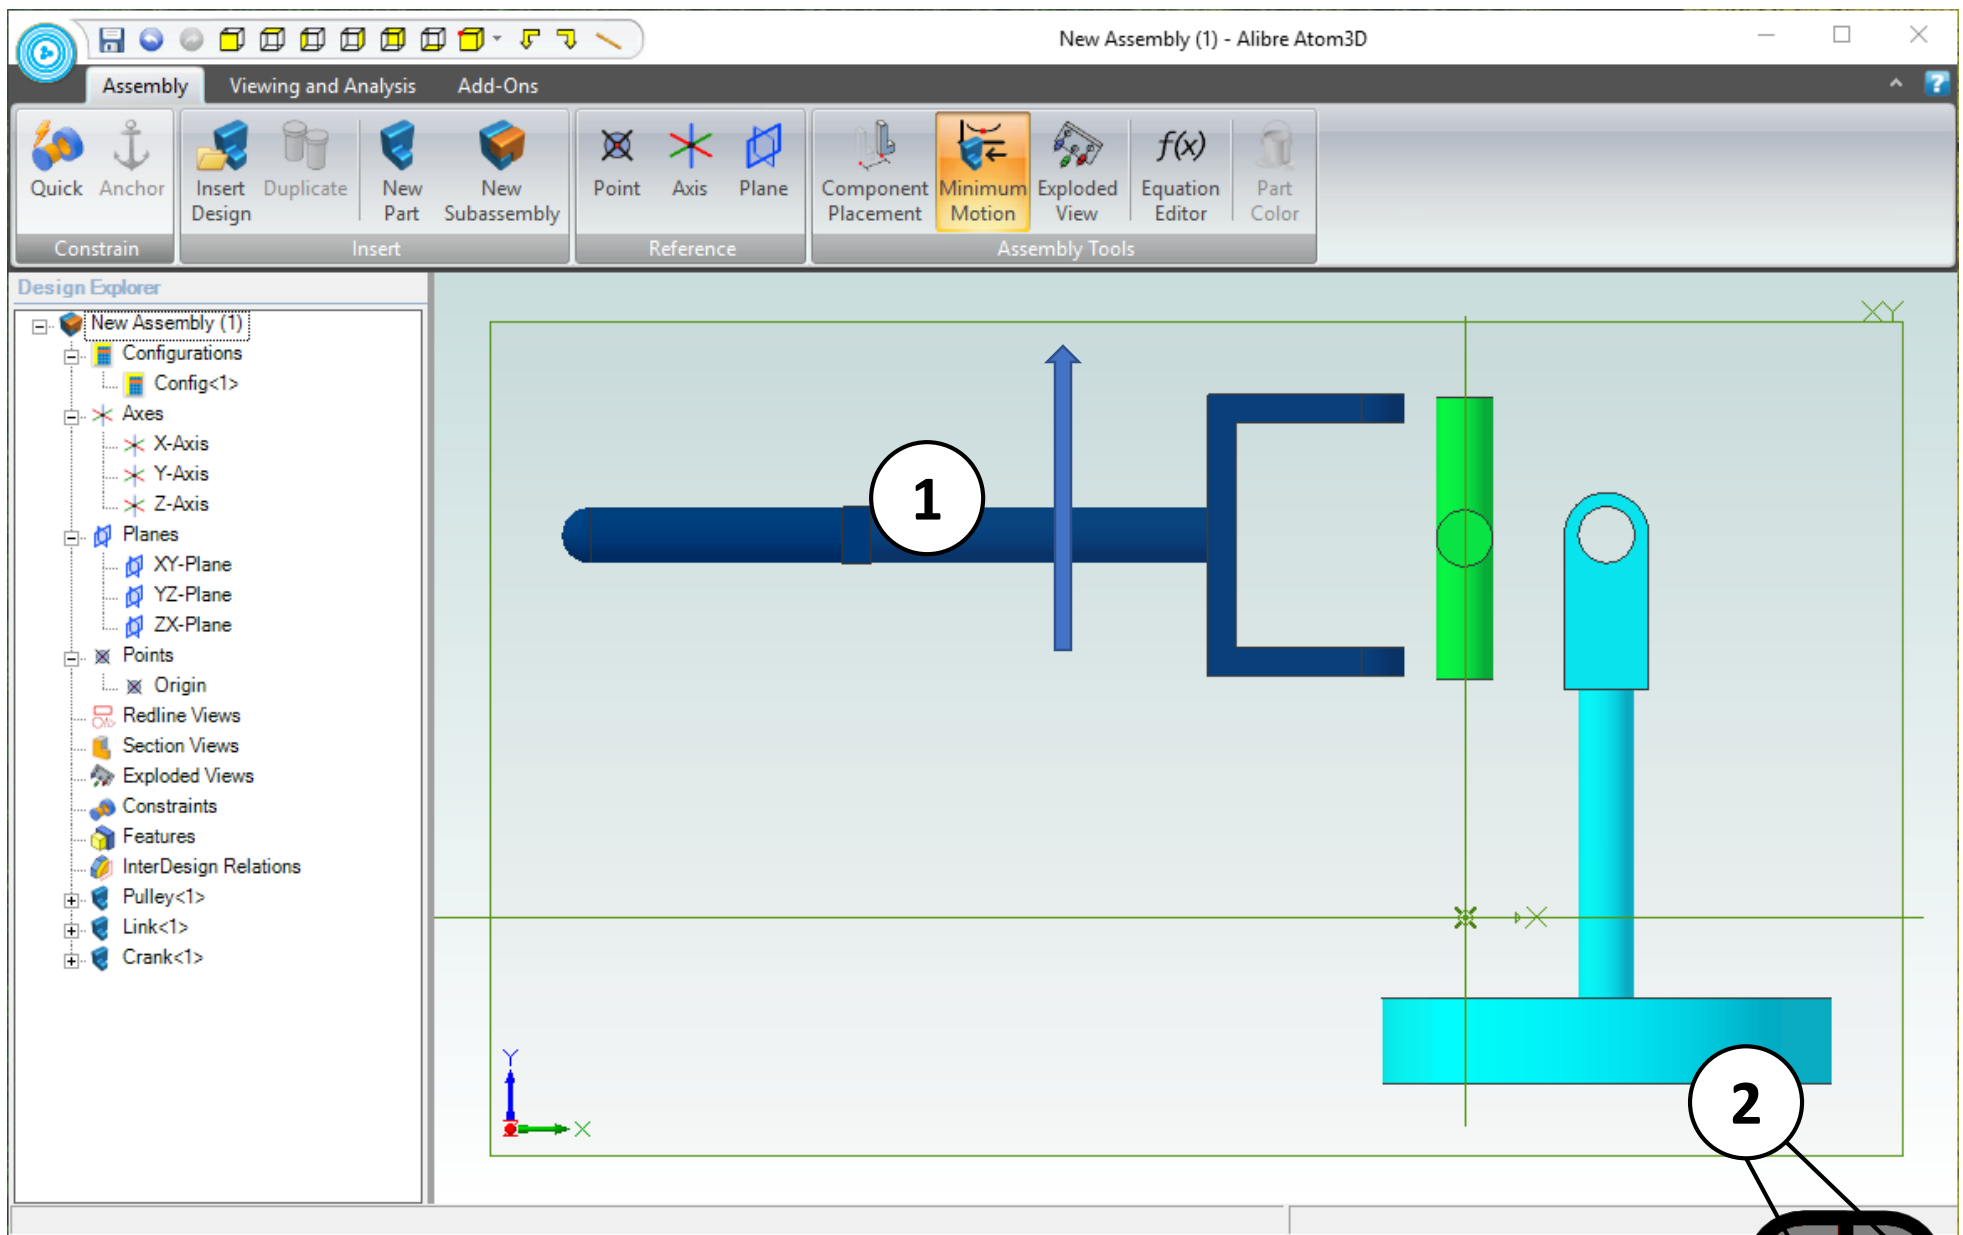 New Assembly (1) - Alibre Atom3D
Assembly Viewing and Analysis Add-Ons
Quick Anchor Insert Design Duplicate New Part New Subassembly Point Axis Plane Component Placement Minimum Motion Exploded View f(x) Equation Editor Part Color
Constrain Insert Reference Assembly Tools
Design Explorer
New Assembly (1)
Configurations
Config<1>
Axes
X-Axis
Y-Axis
Z-Axis
Planes
XY-Plane
YZ-Plane
ZX-Plane
Points
Origin
Redline Views
Section Views
Exploded Views
Constraints
Features
InterDesign Relations
Pulley<1>
Link<1>
Crank<1>
XY
1
X
Y
X
2